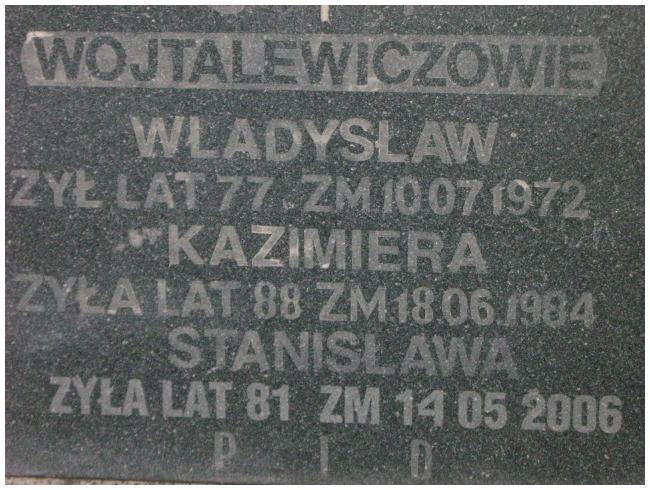 WOJTALEWICZOWIE
WŁADYSŁAW
ŻYŁ LAT 77 ZM.10.07.1972
KAZIMIERA
ŻYŁA LAT 88 ZM.18.06.1984
STANISŁAWA
ŻYŁA LAT 81 ZM 14 05 2006
P I D